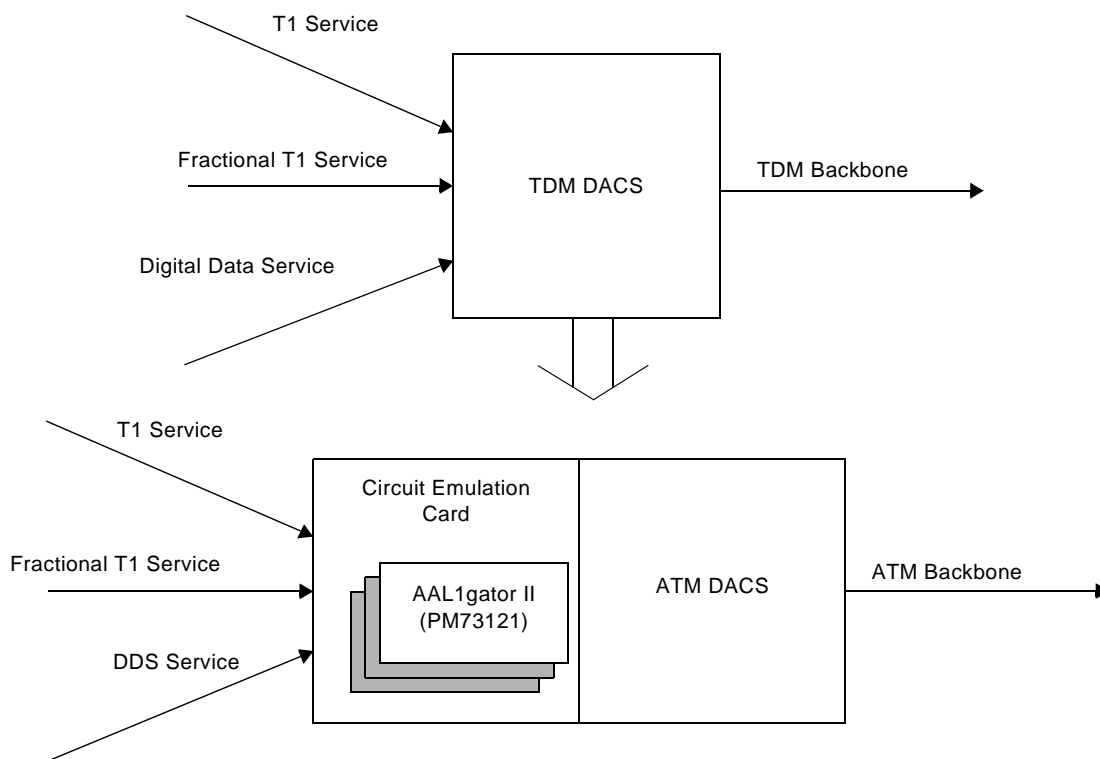 T1 Service
Fractional T1 Service
TDM DACS
TDM Backbone
Digital Data Service
T1 Service
Circuit Emulation
Card
Fractional T1 Service
AAL1gator II
(PM73121)
ATM DACS
ATM Backbone
DDS Service